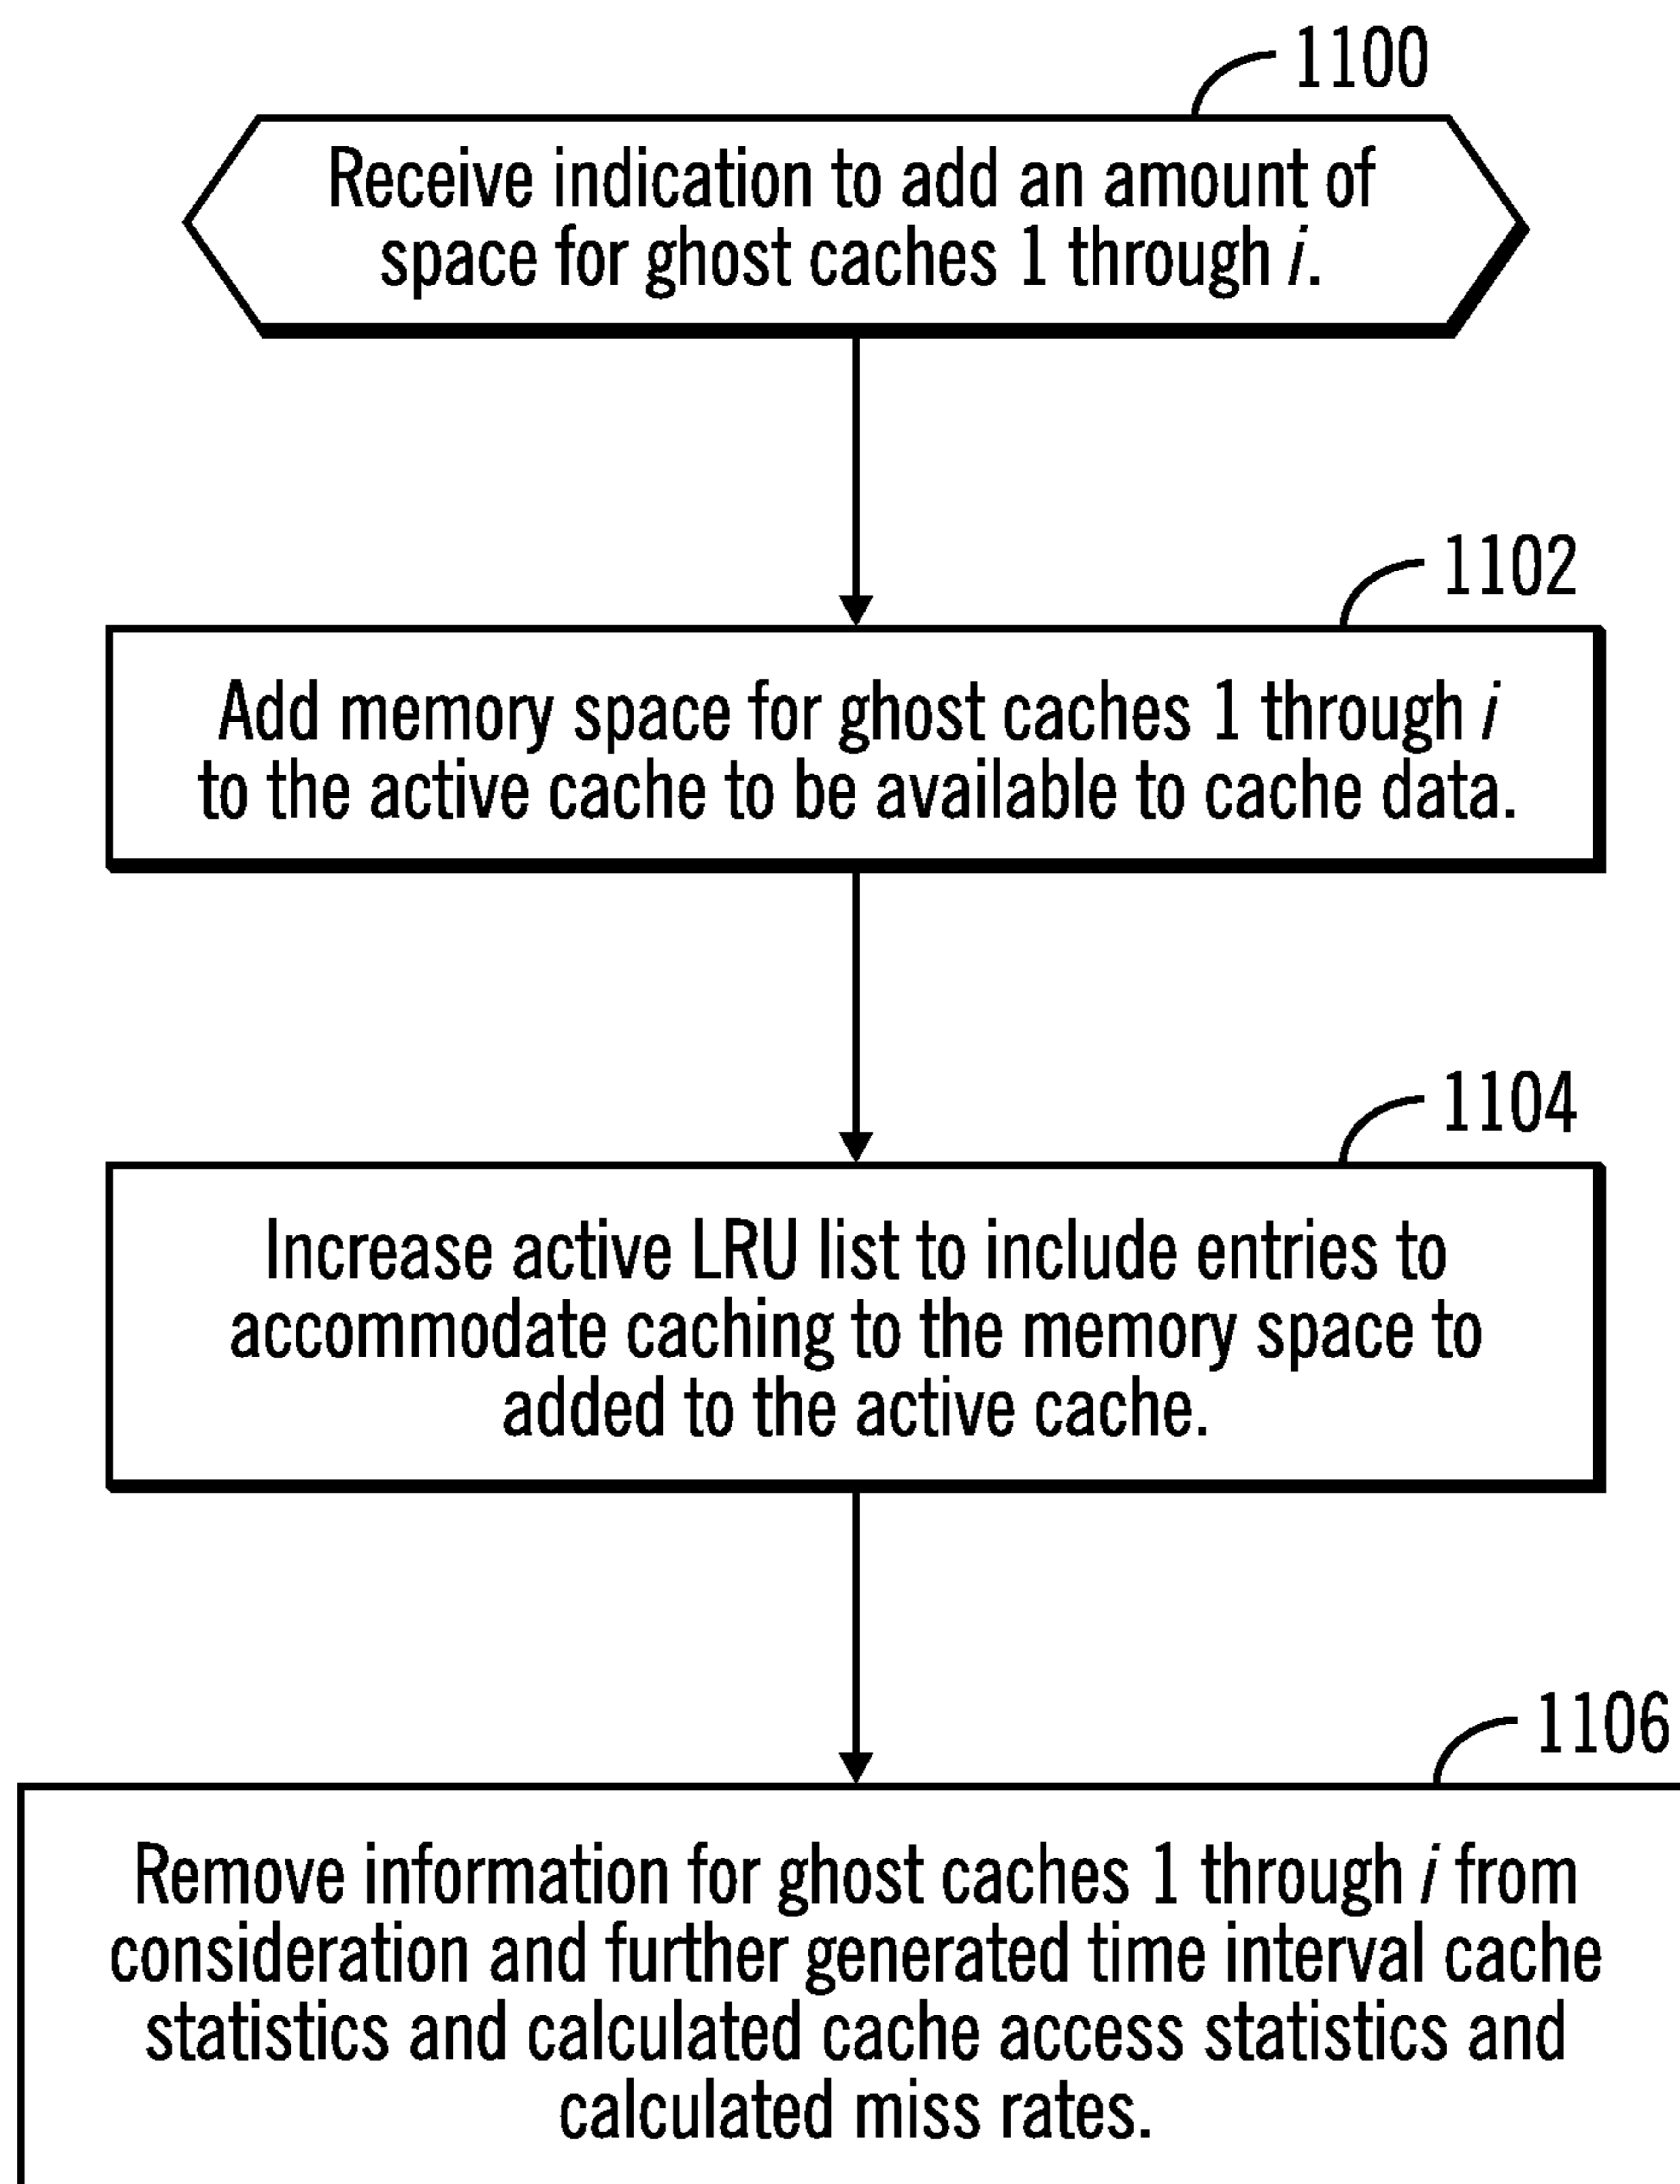 1100
Receive indication to add an amount of
space for ghost caches 1 through i.
1102
Add memory space for ghost caches 1 through i
to the active cache to be available to cache data.
1104
Increase active LRU list to include entries to
accommodate caching to the memory space to
added to the active cache.
1106
Remove information for ghost caches 1 through i from
consideration and further generated time interval cache
statistics and calculated cache access statistics and
calculated miss rates.